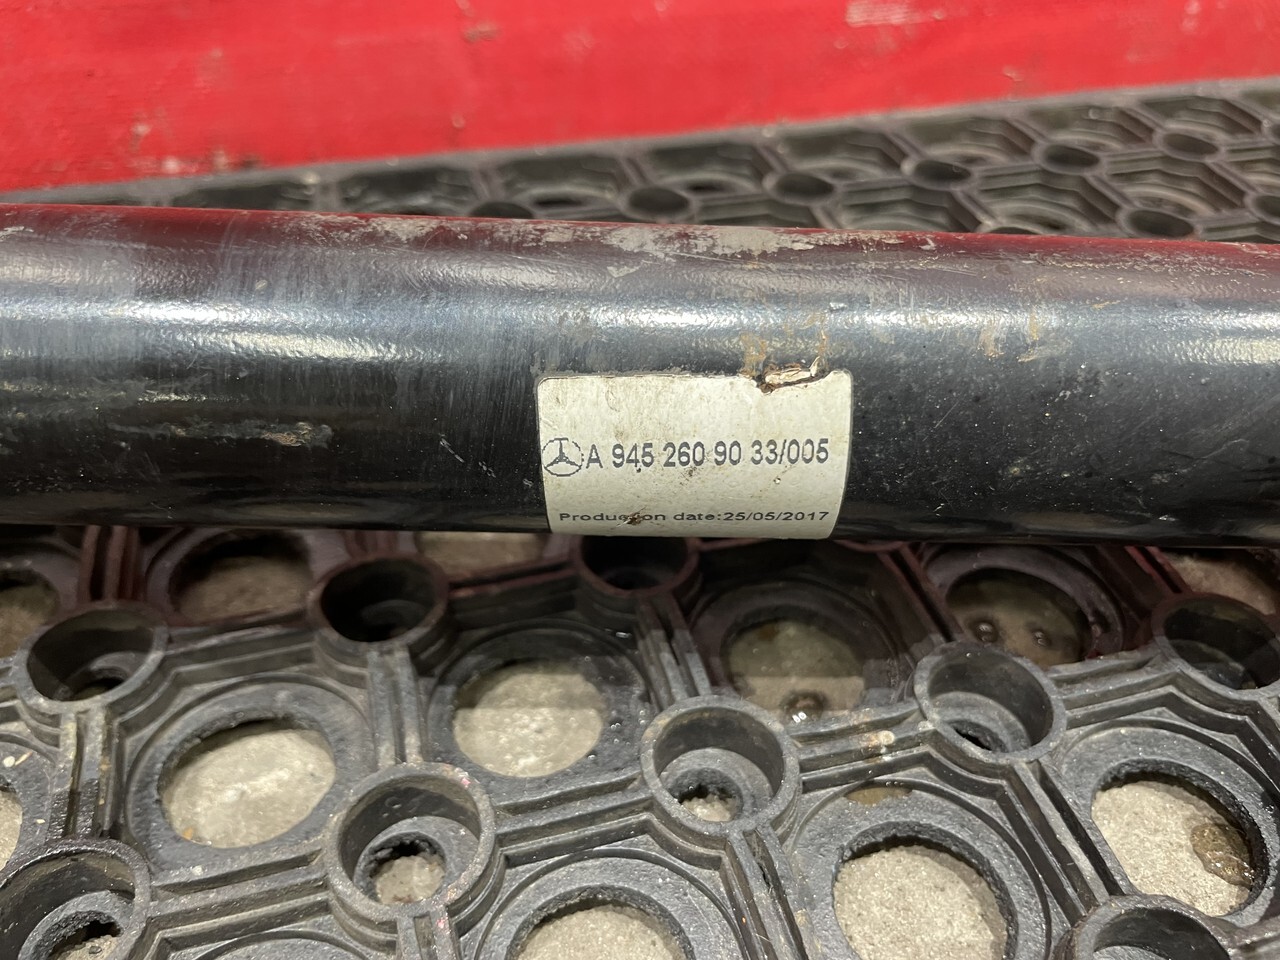 A 945 260 90 33/005
Production date:25/05/2017